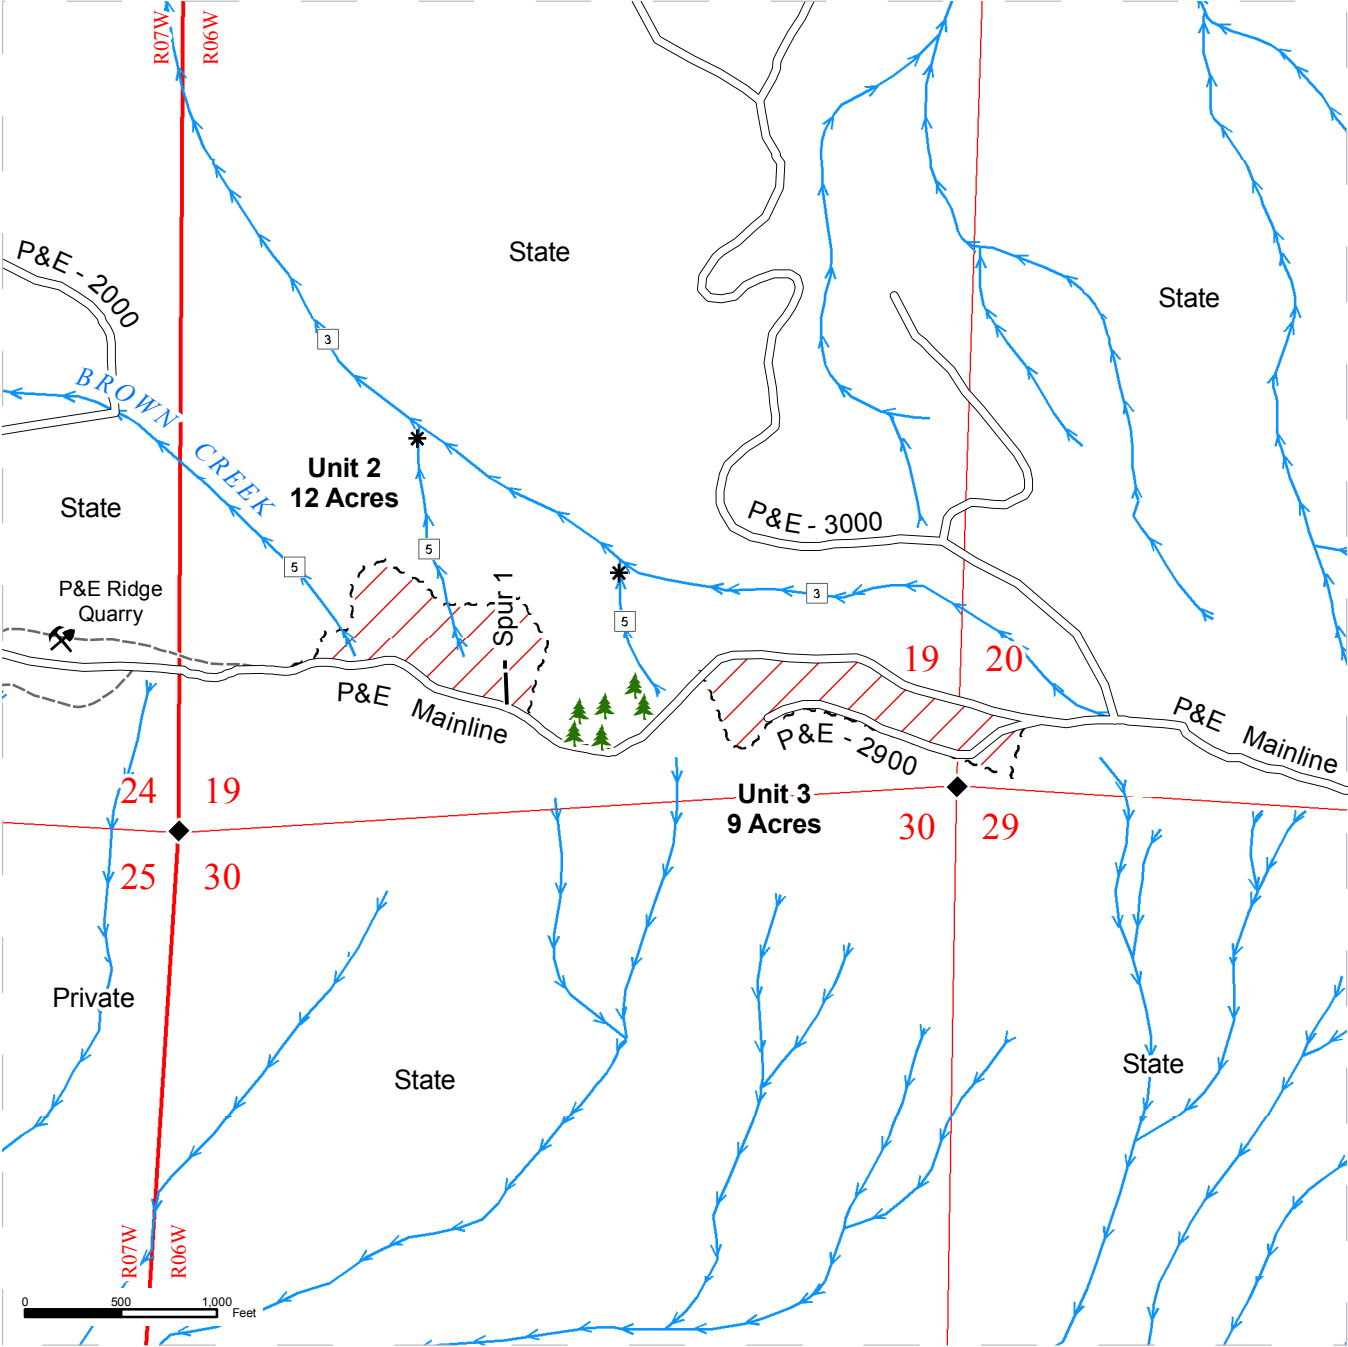 R07W
R06W
P&E - 2000
State
State
BROWN CREEK
Unit 2
12 Acres
State
P&E - 3000
3
5
5
3
5
P&E Ridge
Quarry
Spur 1
19
20
P&E Mainline
P&E - 2900
P&E Mainline
24
19
Unit 3
9 Acres
30
29
25
30
Private
State
State
R07W
R06W
0
500
1,000
Feet